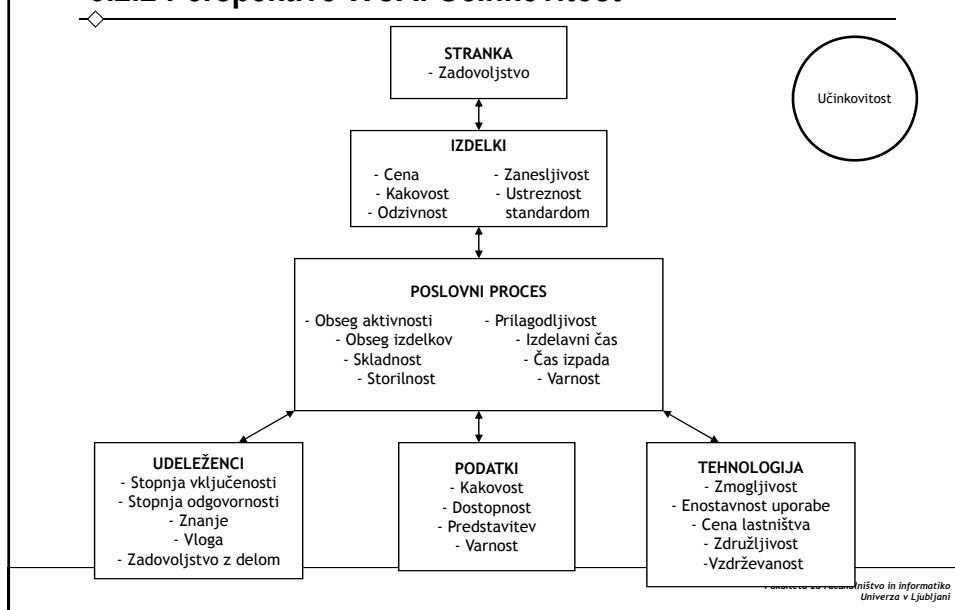 STRANKA
- Zadovoljstvo
Učinkovitost
IZDELKI
- Cena
- Kakovost
- Odzivnost
- Zanesljivost
- Ustreznost
standardom
POSLOVNI PROCES
- Obseg aktivnosti
- Obseg izdelkov
- Skladnost
- Storilnost
- Prilagodljivost
- Izdelavni čas
- Čas izpada
- Varnost
UDELEŽENCI
- Stopnja vključenosti
- Stopnja odgovornosti
- Znanje
- Vloga
- Zadovoljstvo z delom
PODATKI
- Kakovost
- Dostopnost
- Predstavitev
- Varnost
TEHNOLOGIJA
- Zmogljivost
- Enostavnost uporabe
- Cena lastništva
- Združljivost
-Vzdrževanost
in informatiko
Univerza v Ljubljani